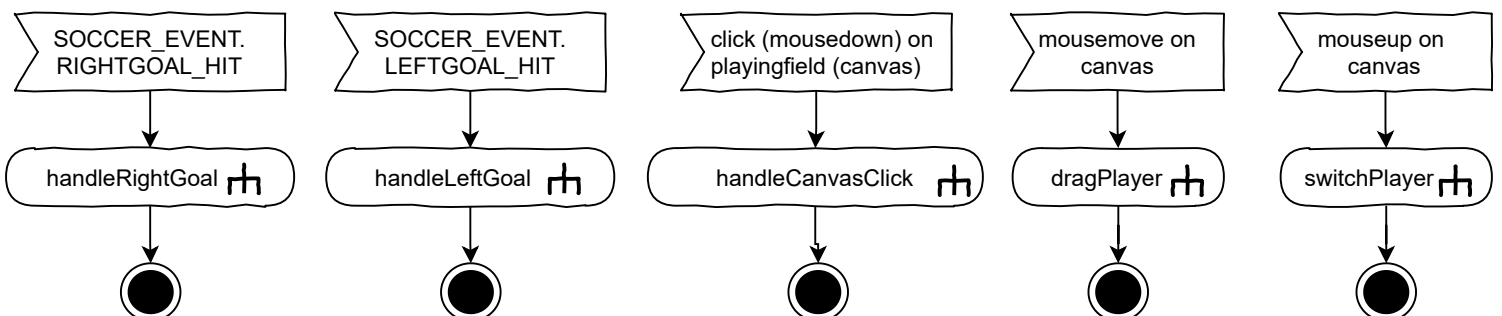 SOCCER_EVENT.
RIGHTGOAL_HIT
SOCCER_EVENT.
LEFTGOAL_HIT
click (mousedown) on
playingfield (canvas)
mousemove on
canvas
mouseup on
canvas
handleRightGoal
handleLeftGoal
handleCanvasClick
dragPlayer
switchPlayer